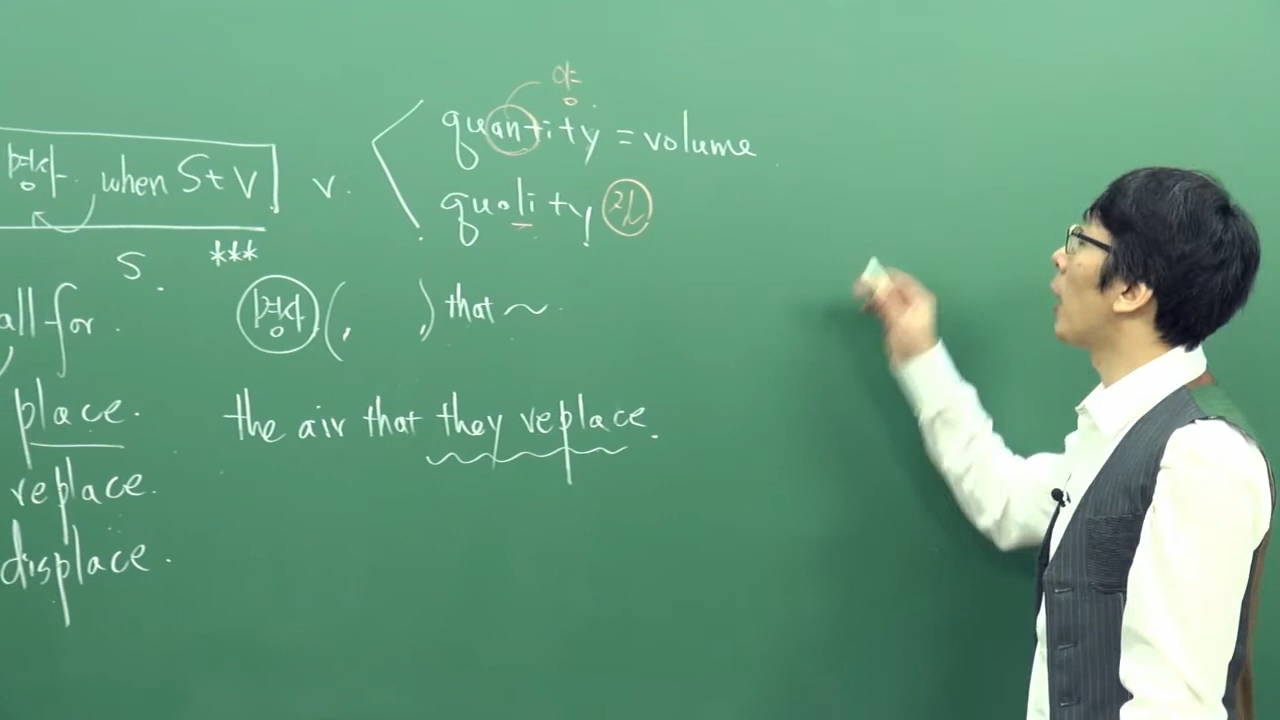 양
quantity = volume
명사 when S+V v.
quality 질
S. ***
all for. 명사 ( , , ) that ~
place. the air that they replace.
replace.
displace.